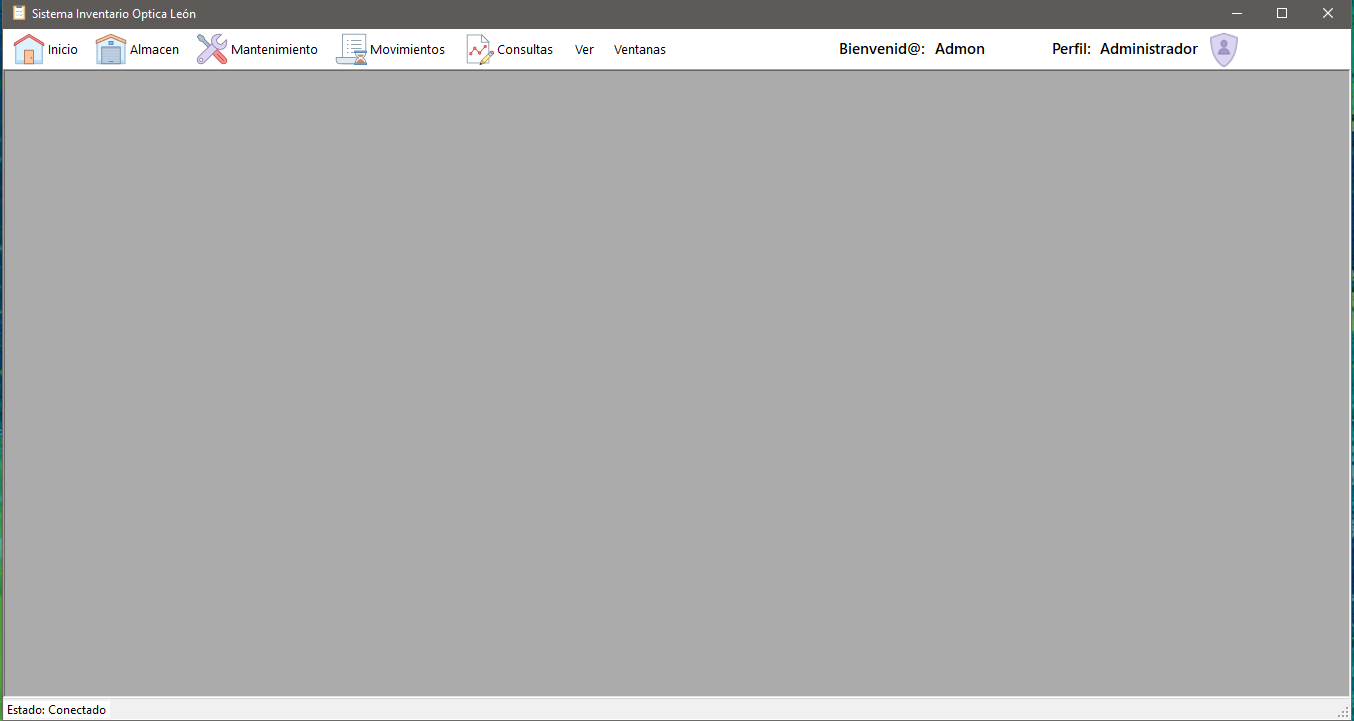 Sistema Inventario Optica León
Inicio Almacen Mantenimiento Movimientos Consultas Ver Ventanas Bienvenid@: Admon Perfil: Administrador
Estado: Conectado